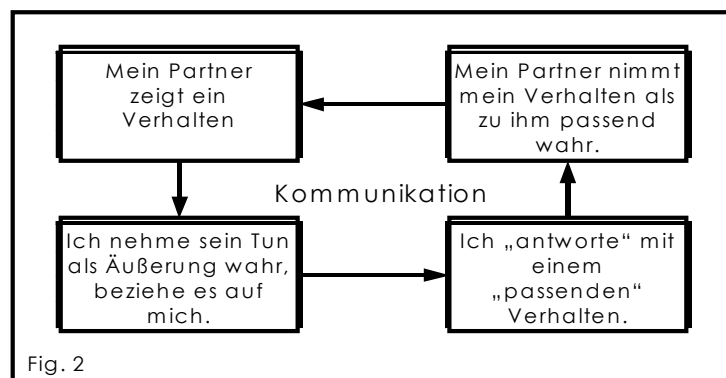 Mein Partner
zeigt ein
Verhalten
Mein Partner nimmt
mein Verhalten als
zu ihm passend
wahr.
Kommunikation
Ich nehme sein Tun
als Äußerung wahr,
beziehe es auf
mich.
Ich „antworte“ mit
einem
„passenden“
Verhalten.
Fig. 2